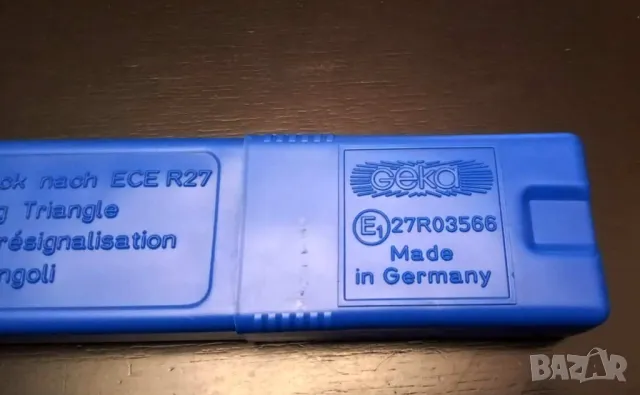 ck nach ECE R27
g Triangle
résignalisation
ngoli
GEKA
E1 27R03566
Made
in Germany
BAZAR